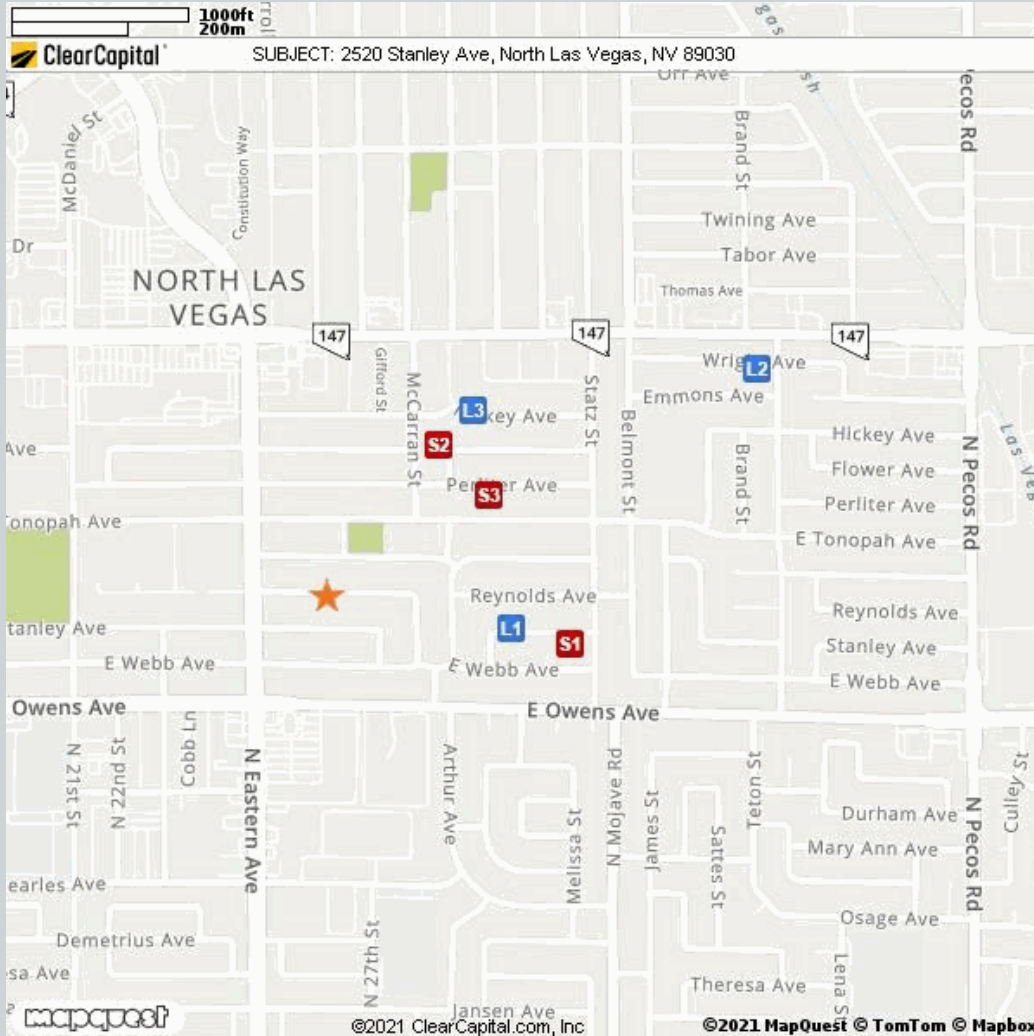 1000ft
200m
ClearCapital
SUBJECT: 2520 Stanley Ave, North Las Vegas, NV 89030
Orr Ave
McDaniel St
Constitution Way
Brand St
ecos Rd
Twining Ave
Dr
Tabor Ave
NORTH LAS
VEGAS
Thomas Ave
147
147
147
Gifford St
McCarran St
L3
key Ave
Statz St
Wrig
L2
Ave
Emmons Ave
Belmont St
S2
Ave
Hickey Ave
Flower Ave
N Pecos Rd
Brand St
Per
S3
er Ave
Perliter Ave
onopah Ave
E Tonopah Ave
Reynolds Ave
Reynolds Ave
L1
S1
tanley Ave
Stanley Ave
E Webb Ave
E Webb Ave
E Webb Ave
Owens Ave
E Owens Ave
N 21st St
N 22nd St
Cobb Ln
N Eastern Ave
Arthur Ave
Melissa St
N Mojave Rd
James St
Sattes St
Teton St
Culley St
Durham Ave
Mary Ann Ave
N Pecos Rd
earles Ave
Osage Ave
Demetrius Ave
N 27th St
sa Ave
Lena St
Theresa Ave
Jansen Ave
mapquest
©2021 ClearCapital.com, Inc
©2021 MapQuest © TomTom © Mapbox